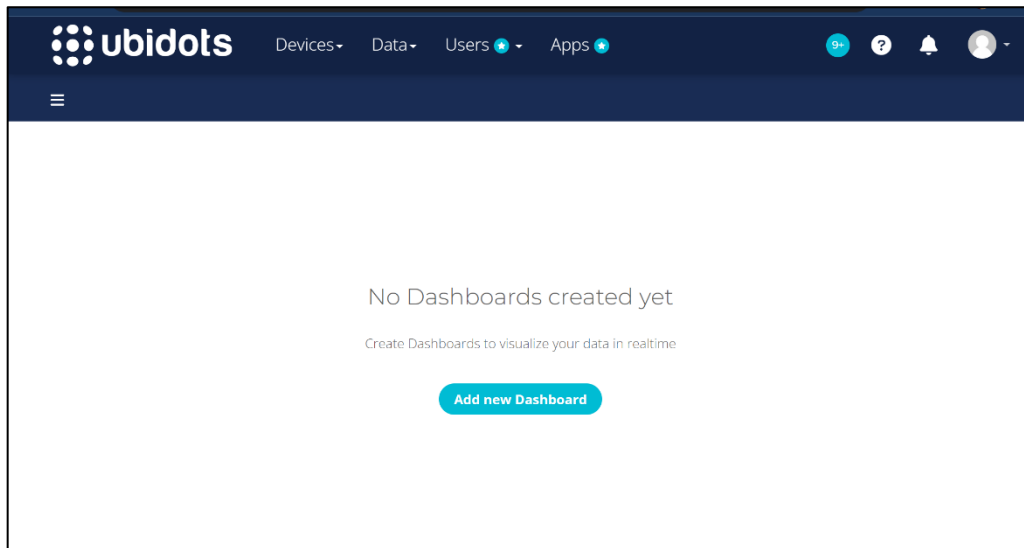 ubidots Devices Data Users Apps 9+ ?
No Dashboards created yet
Create Dashboards to visualize your data in realtime
Add new Dashboard